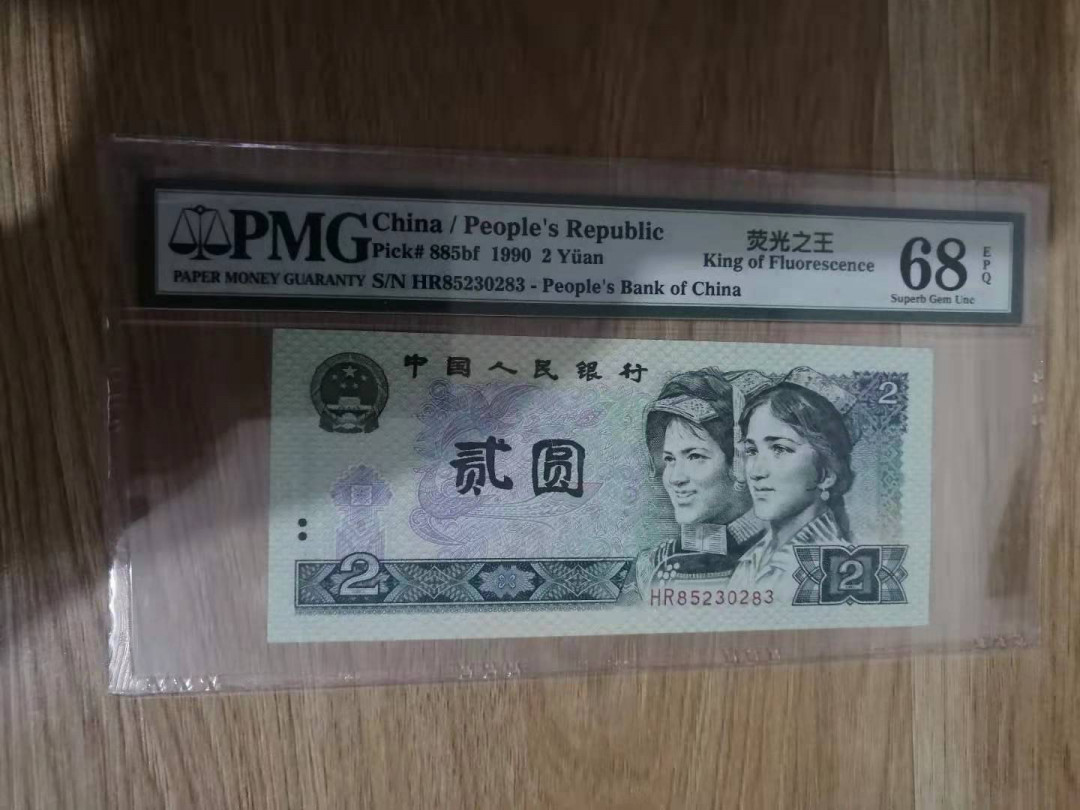 PMG
PAPER MONEY GUARANTY
China / People's Republic
Pick# 885bf 1990 2 Yüan
S/N HR85230283 - People's Bank of China
荧光之王
King of Fluorescence
68
EPQ
Superb Gem Unc
中国人民银行
2
贰圆
2
2
HR85230283